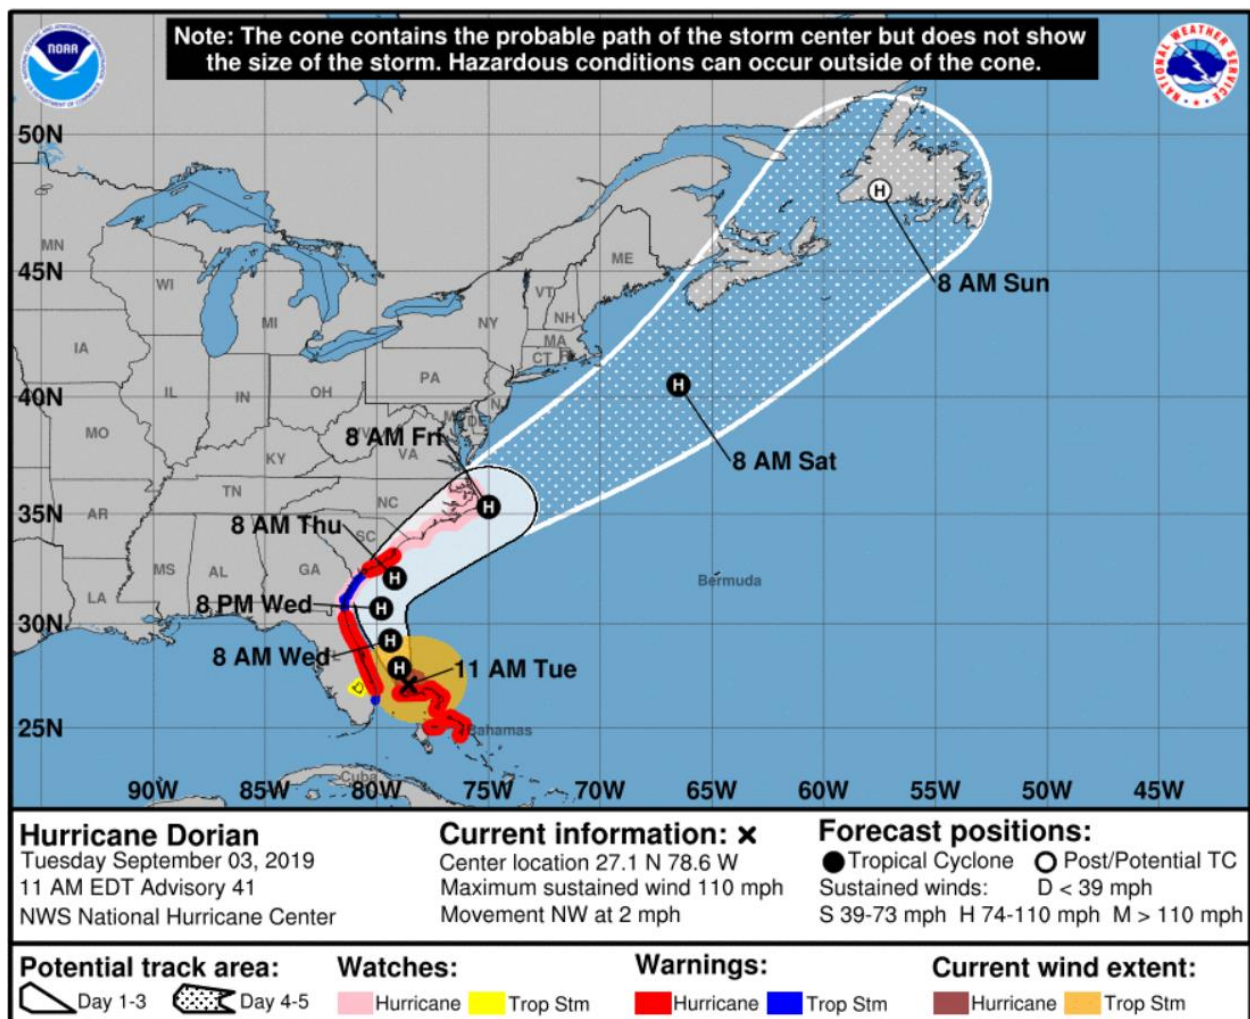 Note: The cone contains the probable path of the storm center but does not show
the size of the storm. Hazardous conditions can occur outside of the cone.
NOAA
NATIONAL WEATHER SERVICE
50N
45N
40N
35N
30N
25N
90W
85W
80W
75W
70W
65W
60W
55W
50W
45W
MN
WI
MI
IA
IL
IN
OH
PA
NY
VT
NH
ME
MA
CT
MO
KY
VA
DE
TN
NC
AR
SC
MS
AL
GA
LA
FL
Bermuda
Bahamas
Cuba
8 AM Sun
8 AM Sat
8 AM Fri
8 AM Thu
8 PM Wed
8 AM Wed
11 AM Tue
H
H
H
H
H
H
H
Hurricane Dorian
Tuesday September 03, 2019
11 AM EDT Advisory 41
NWS National Hurricane Center
Current information: x
Center location 27.1 N 78.6 W
Maximum sustained wind 110 mph
Movement NW at 2 mph
Forecast positions:
Tropical Cyclone Post/Potential TC
Sustained winds: D < 39 mph
S 39-73 mph H 74-110 mph M > 110 mph
Potential track area:
Day 1-3 Day 4-5
Watches:
Hurricane Trop Stm
Warnings:
Hurricane Trop Stm
Current wind extent:
Hurricane Trop Stm